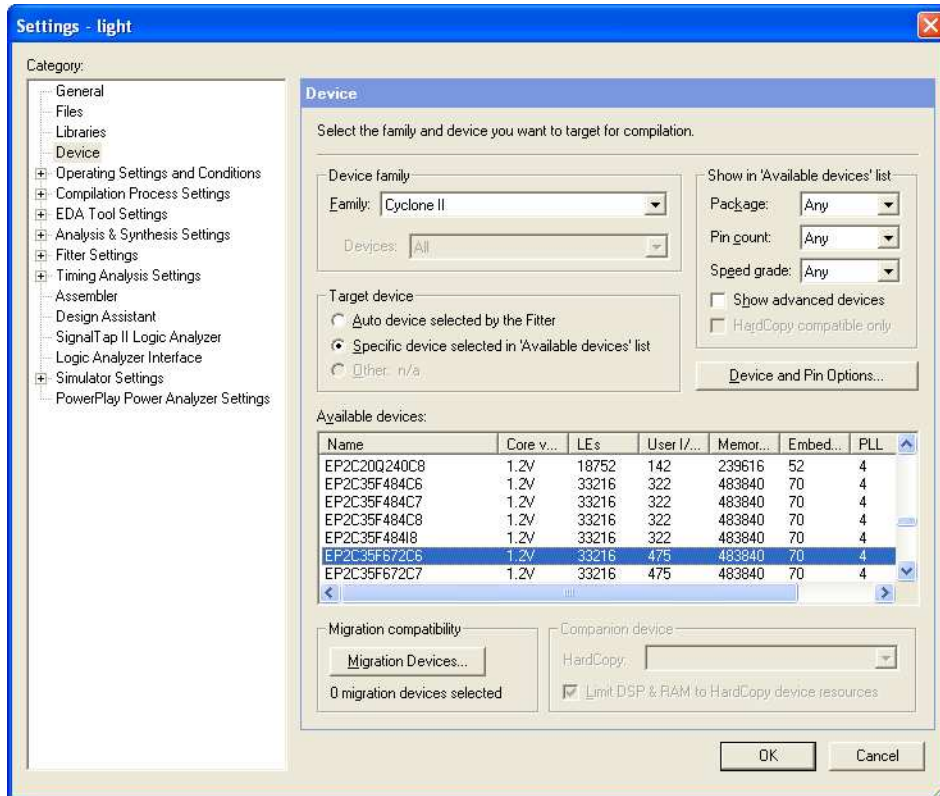 Settings - light
Category:
General
Files
Libraries
Device
Operating Settings and Conditions
Compilation Process Settings
EDA Tool Settings
Analysis & Synthesis Settings
Fitter Settings
Timing Analysis Settings
Assembler
Design Assistant
SignalTap II Logic Analyzer
Logic Analyzer Interface
Simulator Settings
PowerPlay Power Analyzer Settings
Device
Select the family and device you want to target for compilation.
Device family
Family: Cyclone II
Devices: All
Target device
Auto device selected by the Fitter
Specific device selected in 'Available devices' list
Other: n/a
Show in 'Available devices' list
Package: Any
Pin count: Any
Speed grade: Any
Show advanced devices
HardCopy compatible only
Device and Pin Options...
Available devices:
Name Core v... LEs User I/... Memor... Embed... PLL
EP2C20Q240C8 1.2V 18752 142 239616 52 4
EP2C35F484C6 1.2V 33216 322 483840 70 4
EP2C35F484C7 1.2V 33216 322 483840 70 4
EP2C35F484C8 1.2V 33216 322 483840 70 4
EP2C35F484I8 1.2V 33216 322 483840 70 4
EP2C35F672C6 1.2V 33216 475 483840 70 4
EP2C35F672C7 1.2V 33216 475 483840 70 4
Migration compatibility
Migration Devices...
0 migration devices selected
Companion device
HardCopy:
Limit DSP & RAM to HardCopy device resources
OK
Cancel